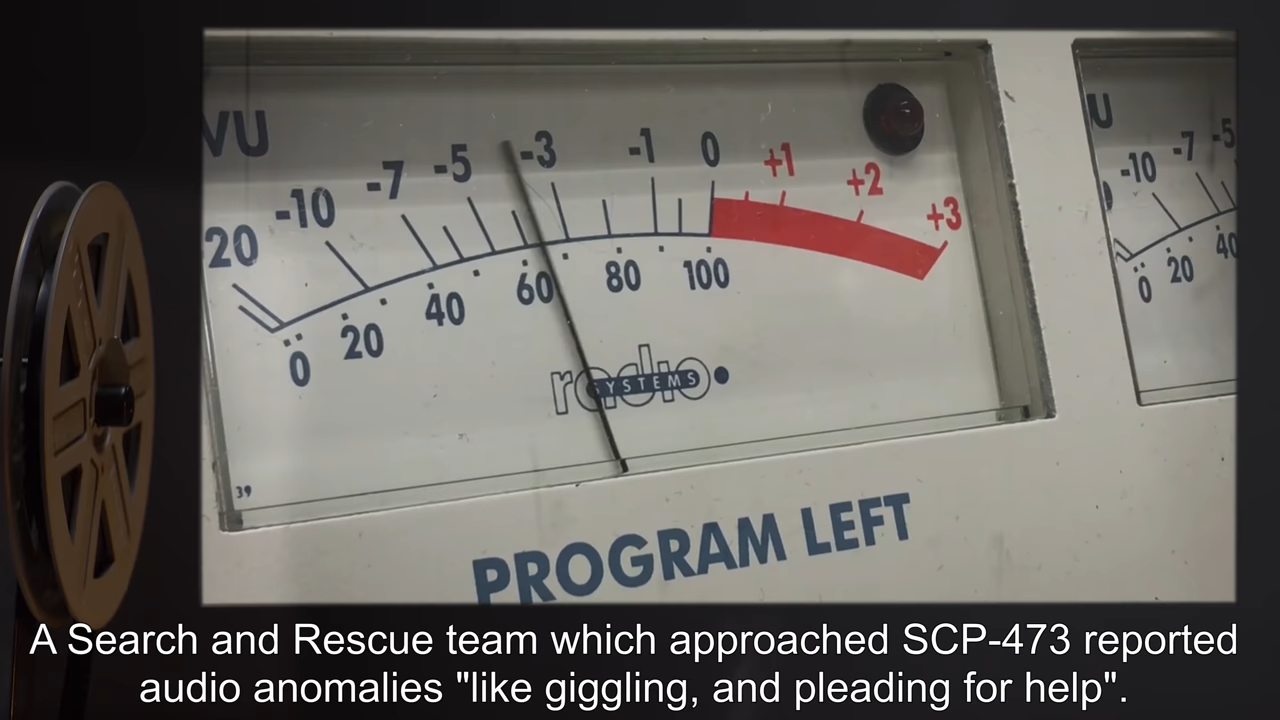 VU
20 -10 -7 -5 -3 -1 0 +1 +2 +3
0 20 40 60 80 100
radio
SYSTEMS
39
PROGRAM LEFT
U
-10 -7 -5
0 20 40
A Search and Rescue team which approached SCP-473 reported
audio anomalies "like giggling, and pleading for help".